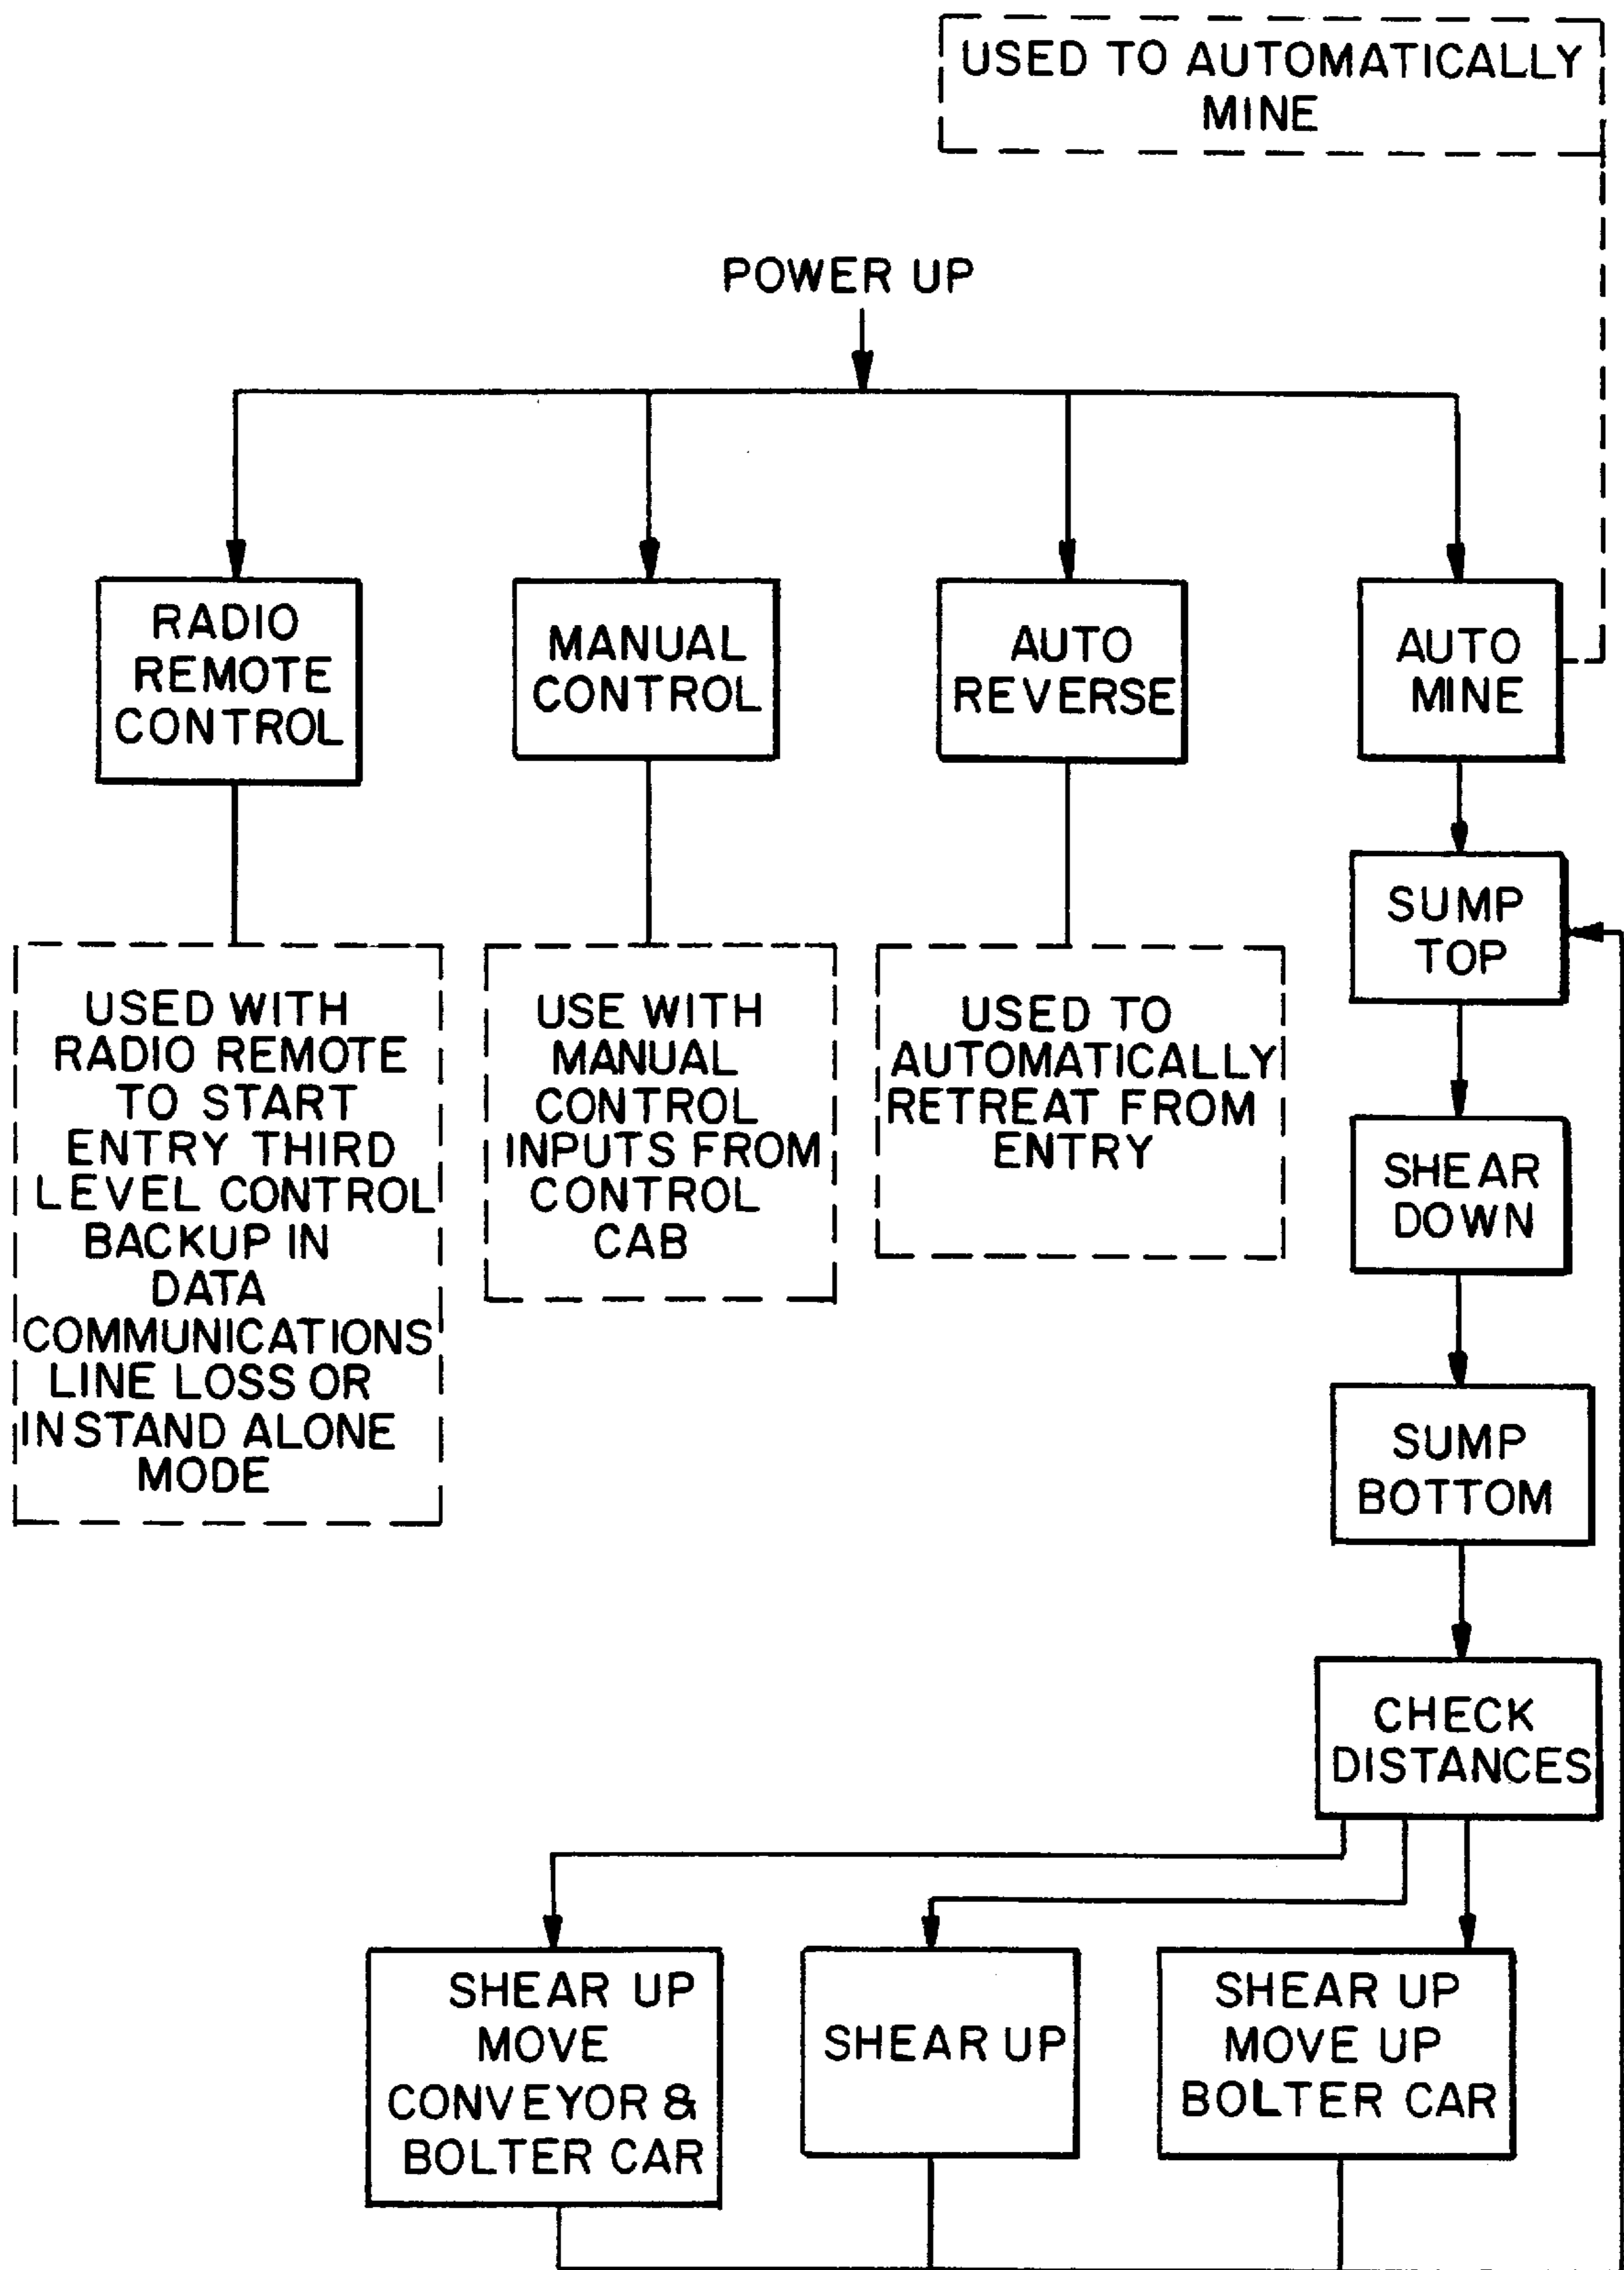 USED TO AUTOMATICALLY
MINE
POWER UP
RADIO
REMOTE
CONTROL
MANUAL
CONTROL
AUTO
REVERSE
AUTO
MINE
USED WITH
RADIO REMOTE
TO START
ENTRY THIRD
LEVEL CONTROL
BACKUP IN
DATA
COMMUNICATIONS
LINE LOSS OR
IN STAND ALONE
MODE
USE WITH
MANUAL
CONTROL
INPUTS FROM
CONTROL
CAB
USED TO
AUTOMATICALLY
RETREAT FROM
ENTRY
SUMP
TOP
SHEAR
DOWN
SUMP
BOTTOM
CHECK
DISTANCES
SHEAR UP
MOVE
CONVEYOR &
BOLTER CAR
SHEAR UP
SHEAR UP
MOVE UP
BOLTER CAR